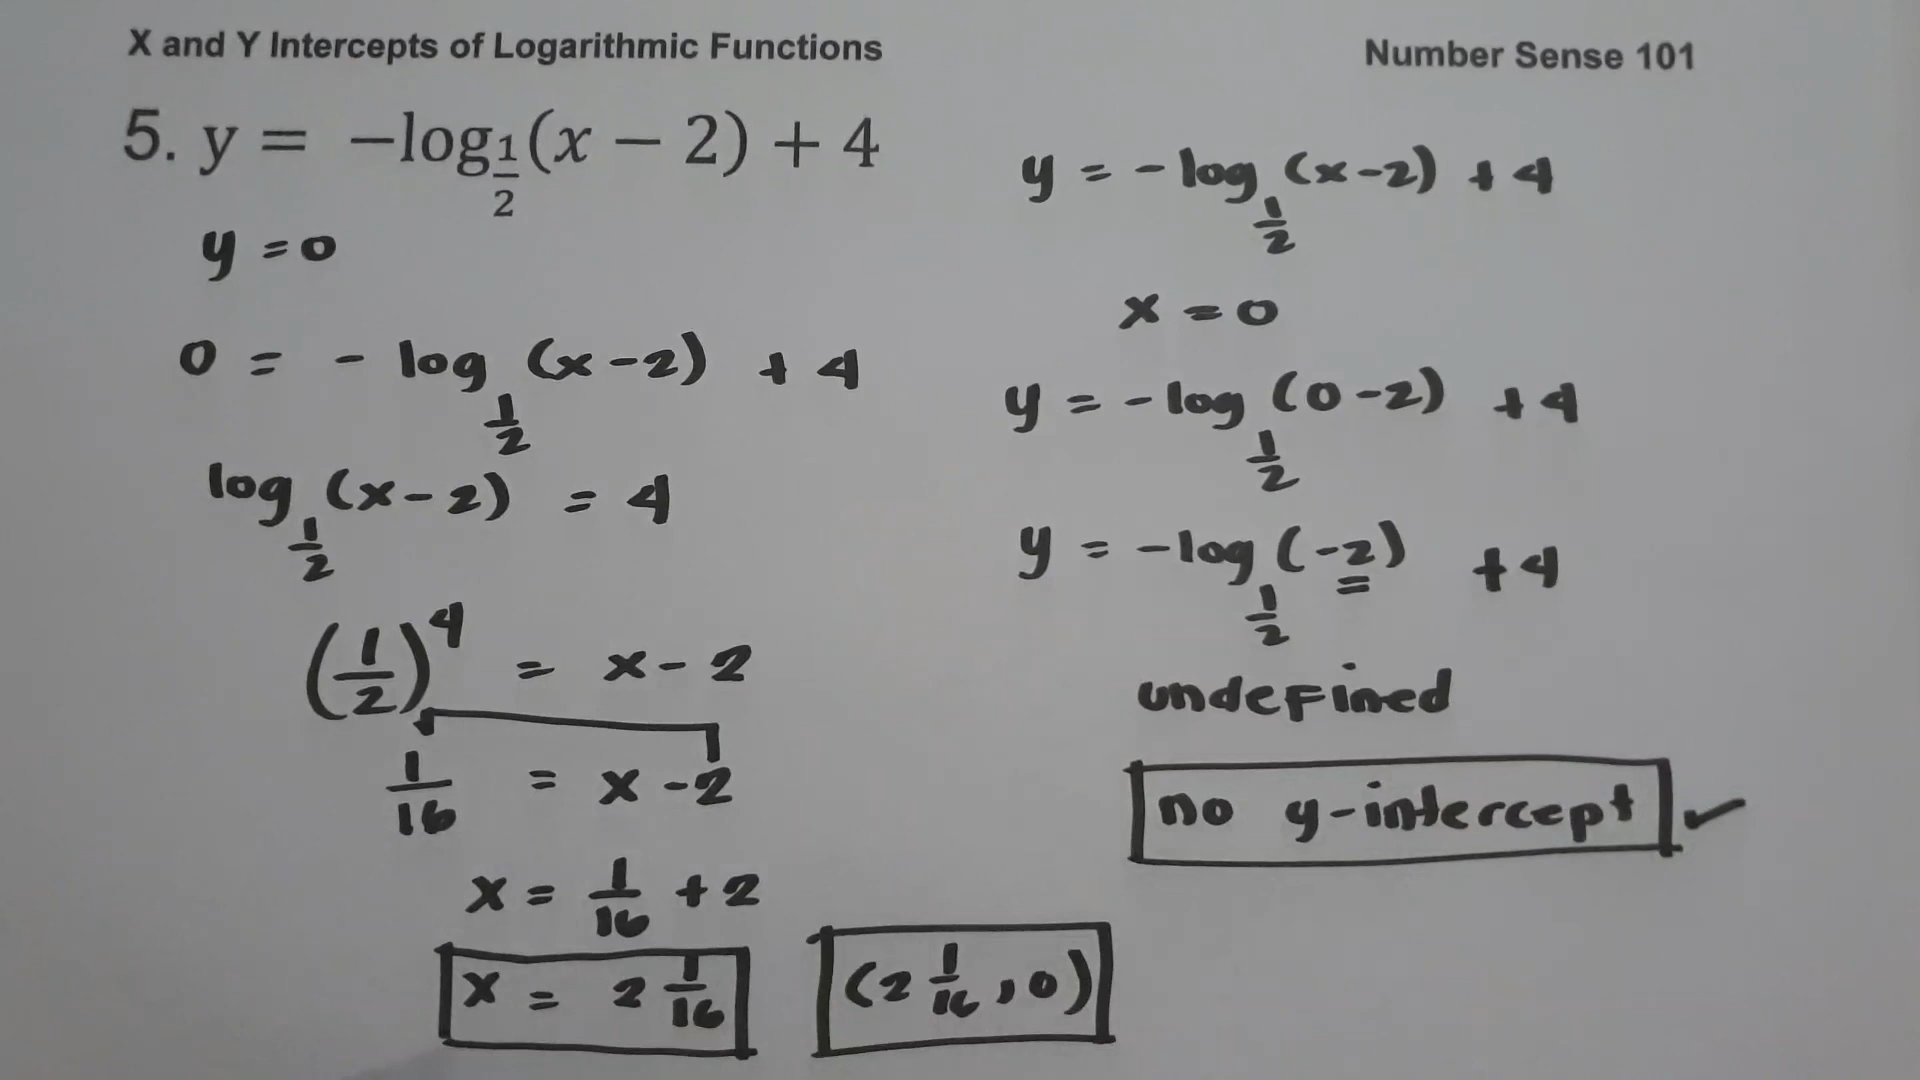 X and Y Intercepts of Logarithmic Functions
Number Sense 101
5. y = −log₁/₂(x − 2) + 4
y = 0
0 = - log₁/₂ (x - 2) + 4
log₁/₂ (x - 2) = 4
(1/2)⁴ = x - 2
1/16 = x - 2
x = 1/16 + 2
x = 2 1/16
(2 1/16, 0)
y = - log₁/₂ (x - 2) + 4
x = 0
y = - log₁/₂ (0 - 2) + 4
y = - log₁/₂ (-2) + 4
undefined
no y-intercept ✓